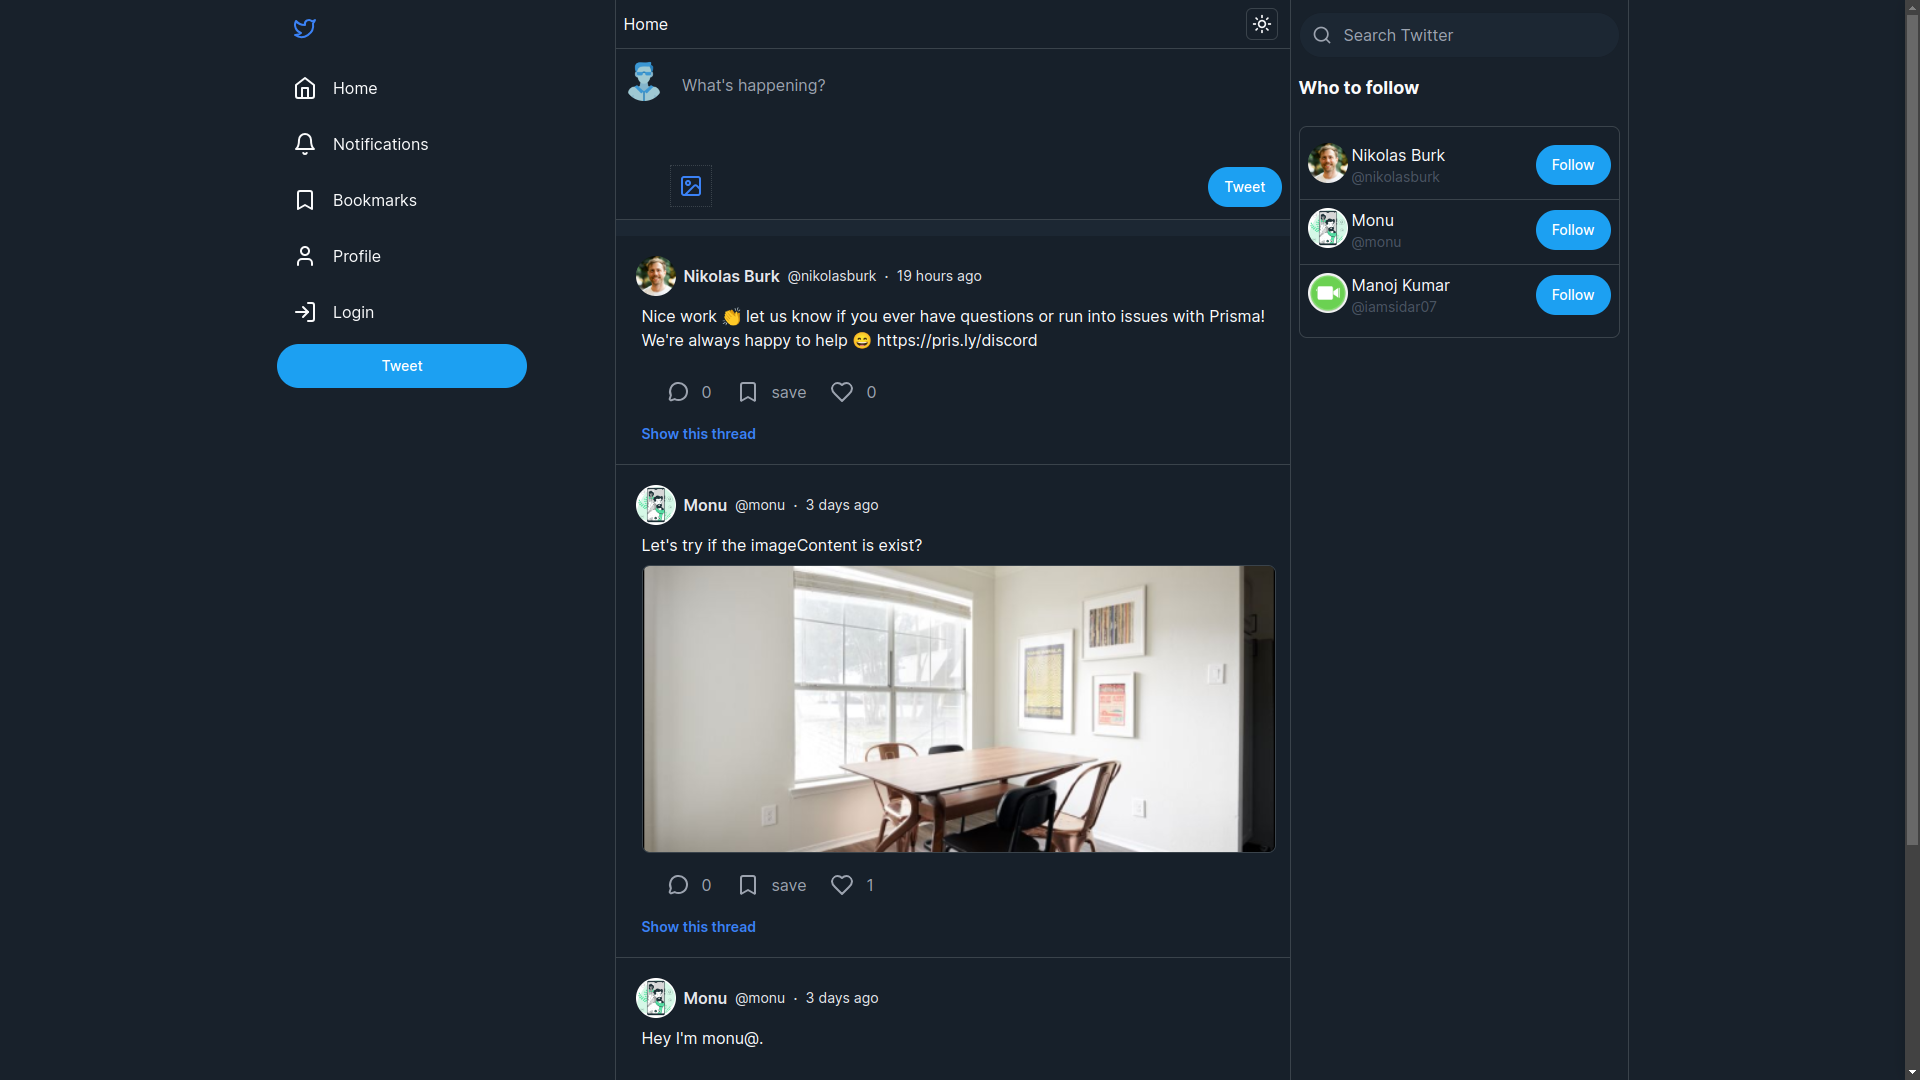 Home
Notifications
Bookmarks
Profile
Login
Tweet
Home
What's happening?
Tweet
Nikolas Burk @nikolasburk · 19 hours ago
Nice work 👏 let us know if you ever have questions or run into issues with Prisma!
We're always happy to help 😄 https://pris.ly/discord
0 save 0
Show this thread
Monu @monu · 3 days ago
Let's try if the imageContent is exist?
0 save 1
Show this thread
Monu @monu · 3 days ago
Hey I'm monu@.
Search Twitter
Who to follow
Nikolas Burk
@nikolasburk
Follow
Monu
@monu
Follow
Manoj Kumar
@iamsidar07
Follow